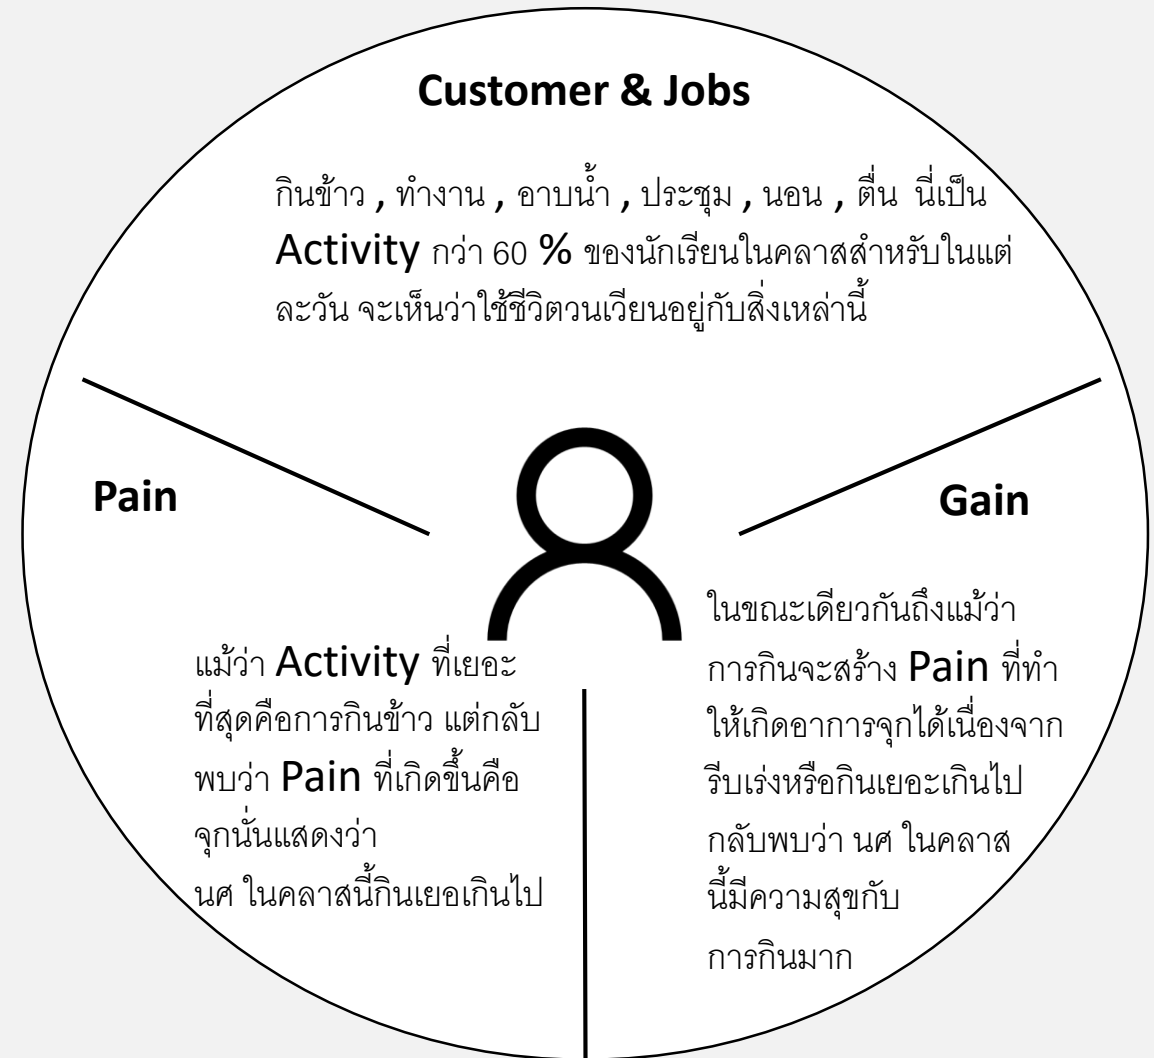 Customer & Jobs
กินข้าว , ทำงาน , อาบน้ำ , ประชุม , นอน , ตื่น นี่เป็น
Activity กว่า 60 % ของนักเรียนในคลาสสำหรับในแต่
ละวัน จะเห็นว่าใช้ชีวิตวนเวียนอยู่กับสิ่งเหล่านี้
Pain
แม้ว่า Activity ที่เยอะ
ที่สุดคือการกินข้าว แต่กลับ
พบว่า Pain ที่เกิดขึ้นคือ
จุกนั่นแสดงว่า
นศ ในคลาสนี้กินเยอเกินไป
Gain
ในขณะเดียวกันถึงแม้ว่า
การกินจะสร้าง Pain ที่ทำ
ให้เกิดอาการจุกได้เนื่องจาก
รีบเร่งหรือกินเยอะเกินไป
กลับพบว่า นศ ในคลาส
นี้มีความสุขกับ
การกินมาก